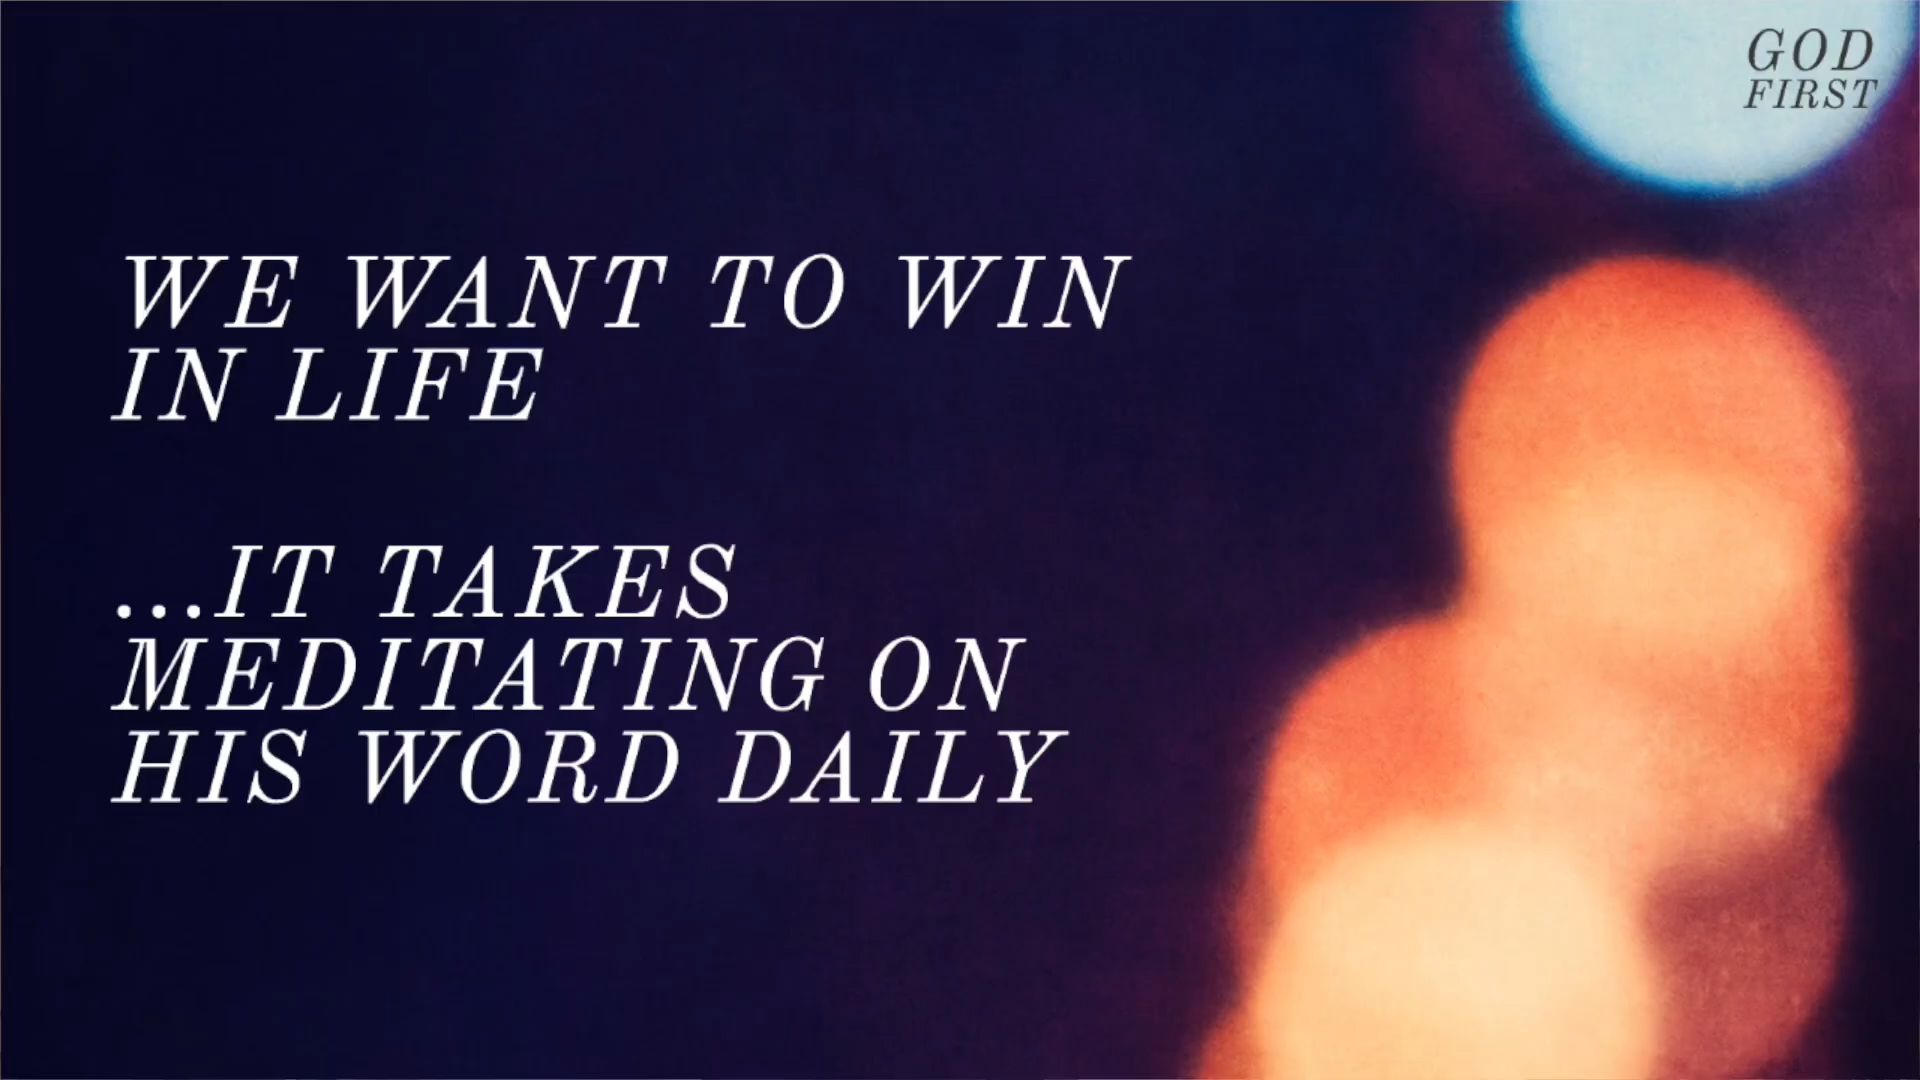 GOD
FIRST
WE WANT TO WIN
IN LIFE
...IT TAKES
MEDITATING ON
HIS WORD DAILY